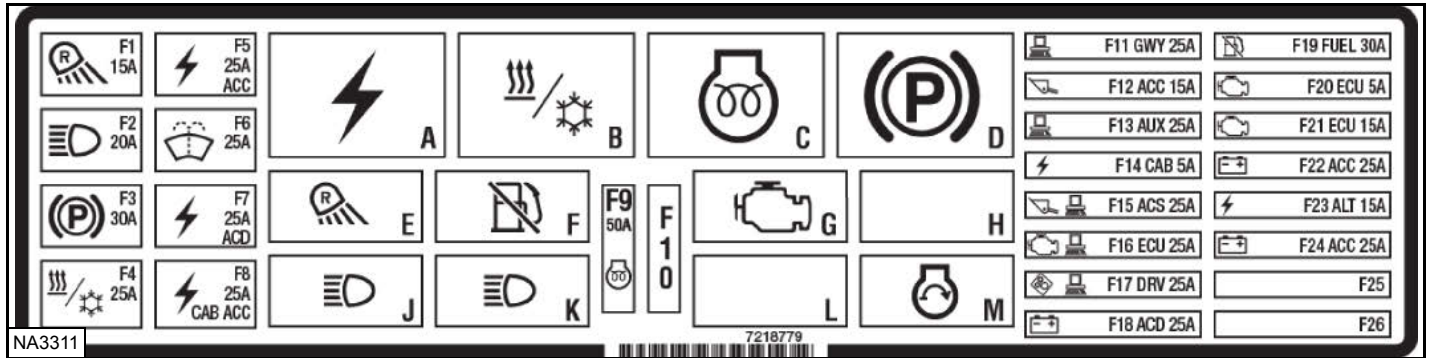 F1
15A
F5
25A
ACC
A
B
C
D
F2
20A
F6
25A
F3
30A
F7
25A
ACD
E
F
F9
50A
F
1
0
G
H
F4
25A
F8
25A
CAB ACC
J
K
L
M
F11 GWY 25A
F19 FUEL 30A
F12 ACC 15A
F20 ECU 5A
F13 AUX 25A
F21 ECU 15A
F14 CAB 5A
F22 ACC 25A
F15 ACS 25A
F23 ALT 15A
F16 ECU 25A
F24 ACC 25A
F17 DRV 25A
F25
F18 ACD 25A
F26
R
P
R
P
NA3311
7218779